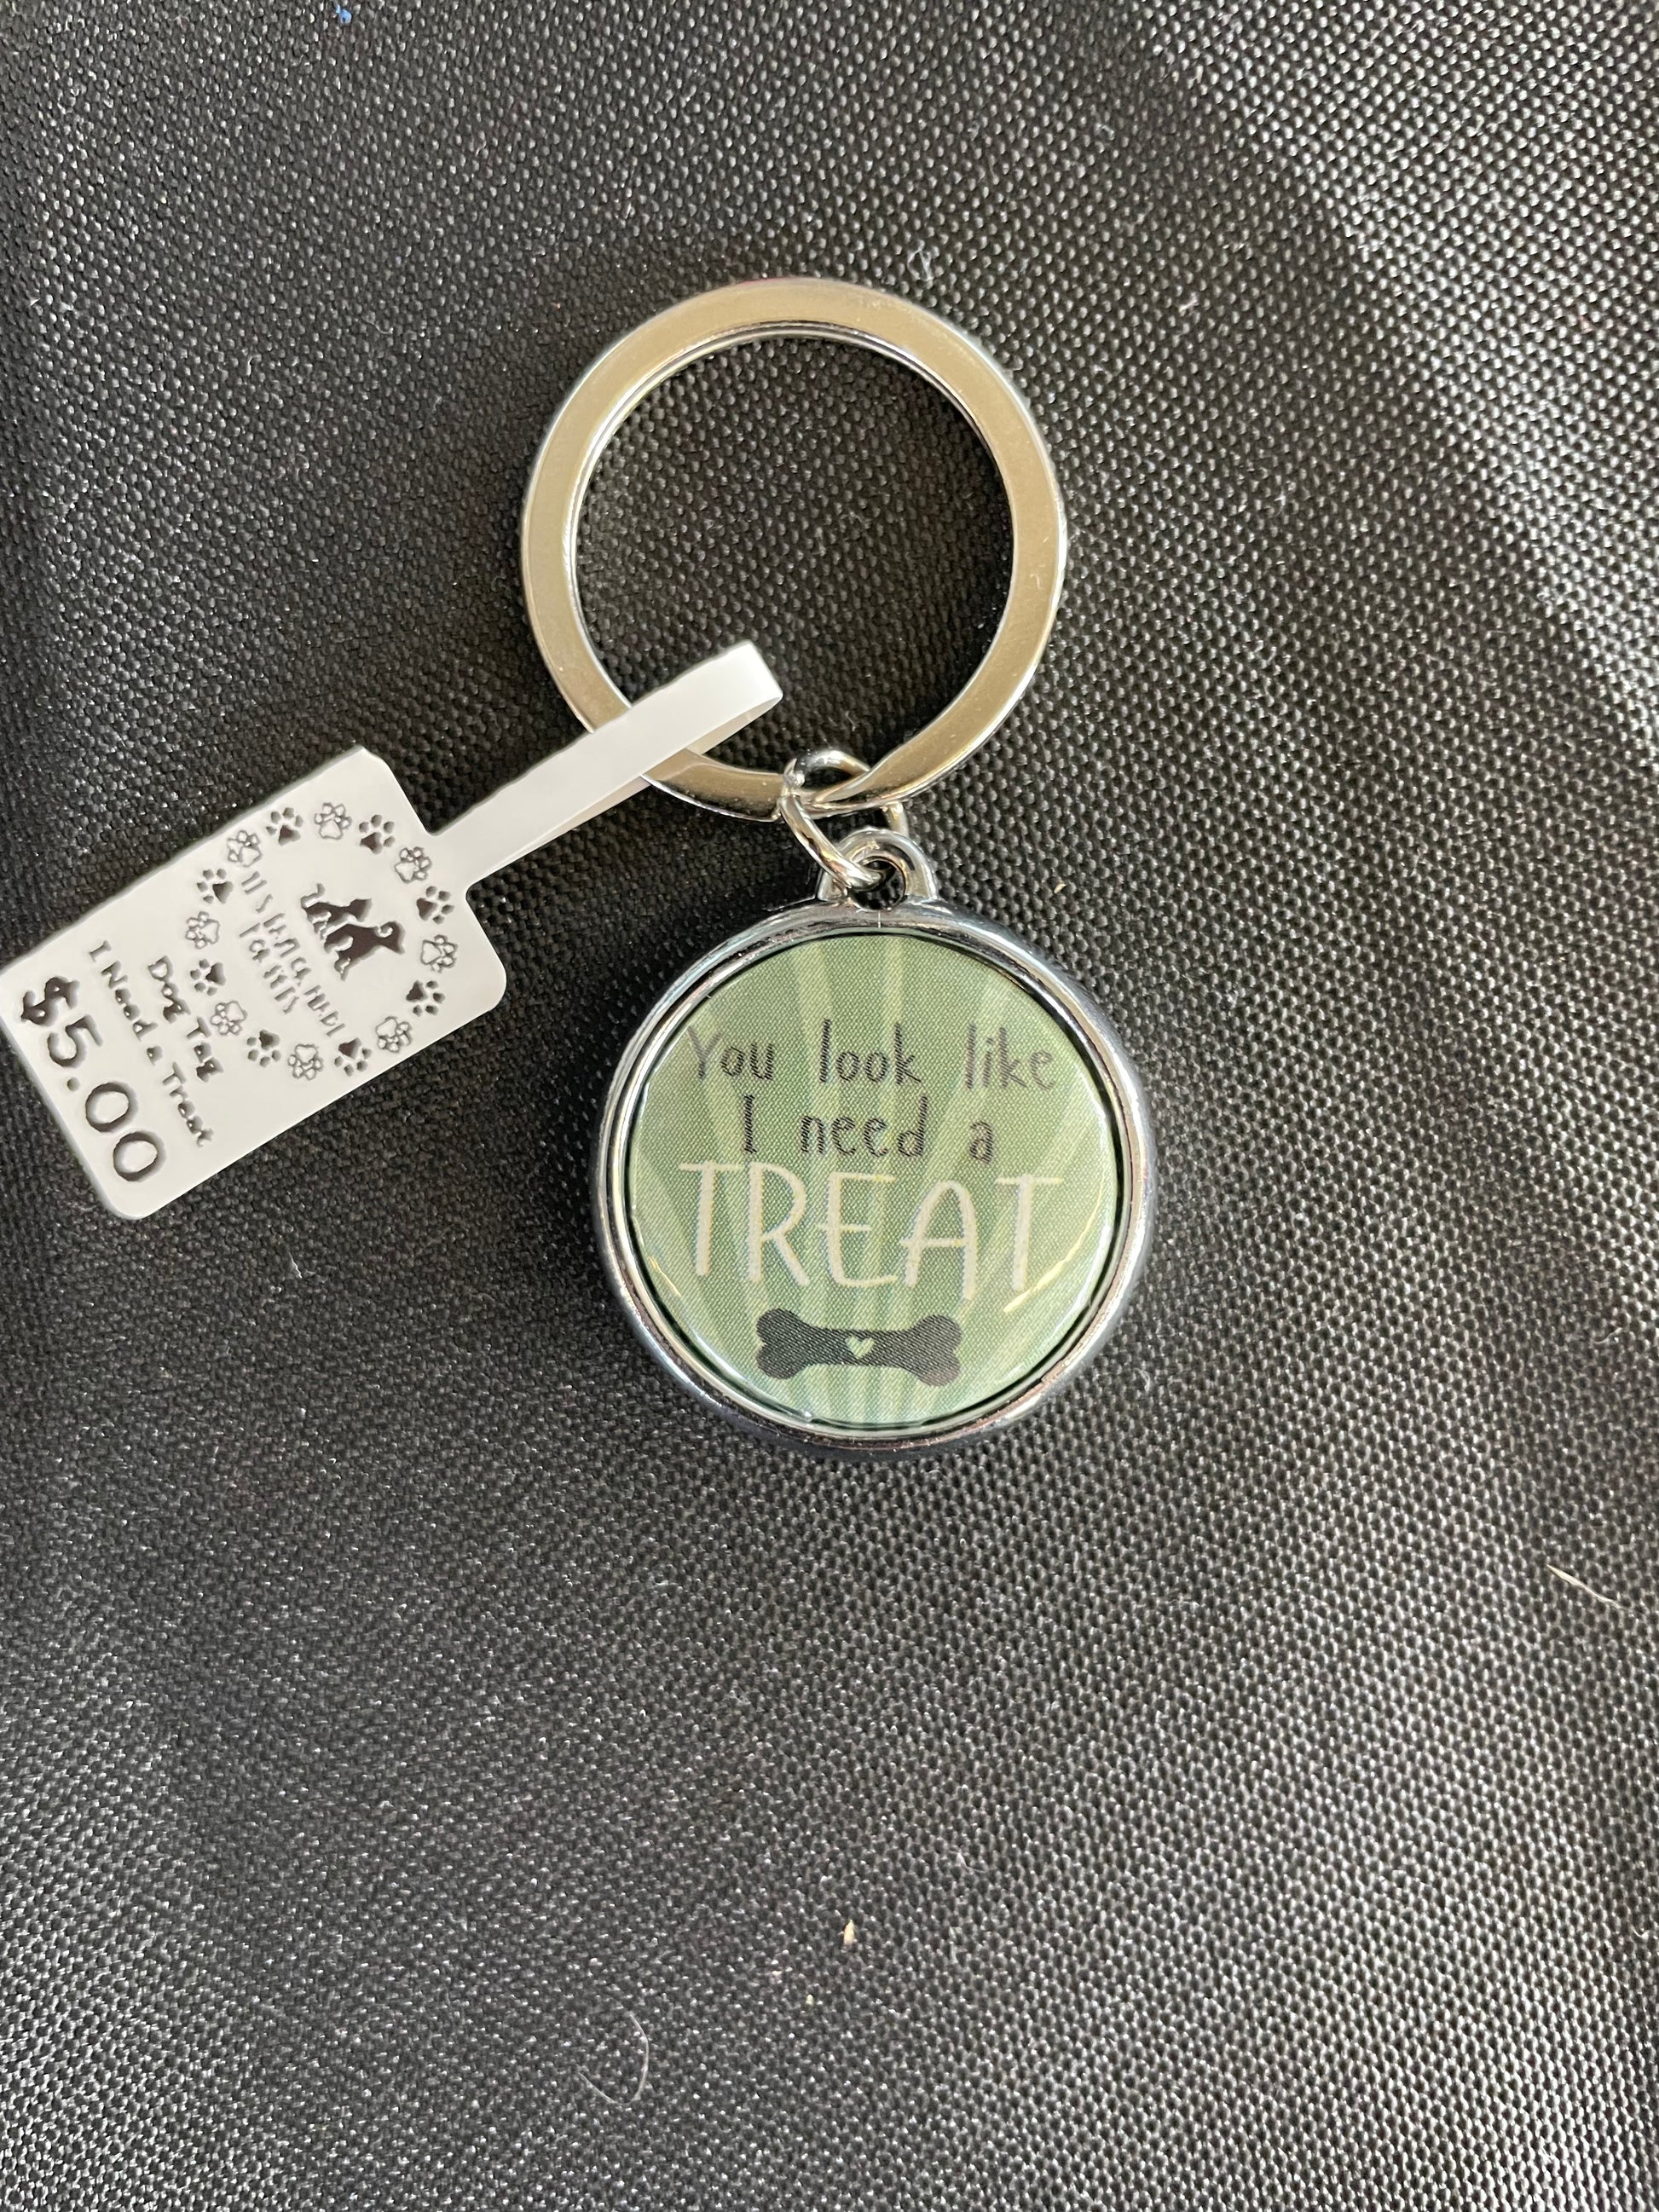 You look like
I need a
TREAT
Dog Tag
I Need a Treat
$5.00